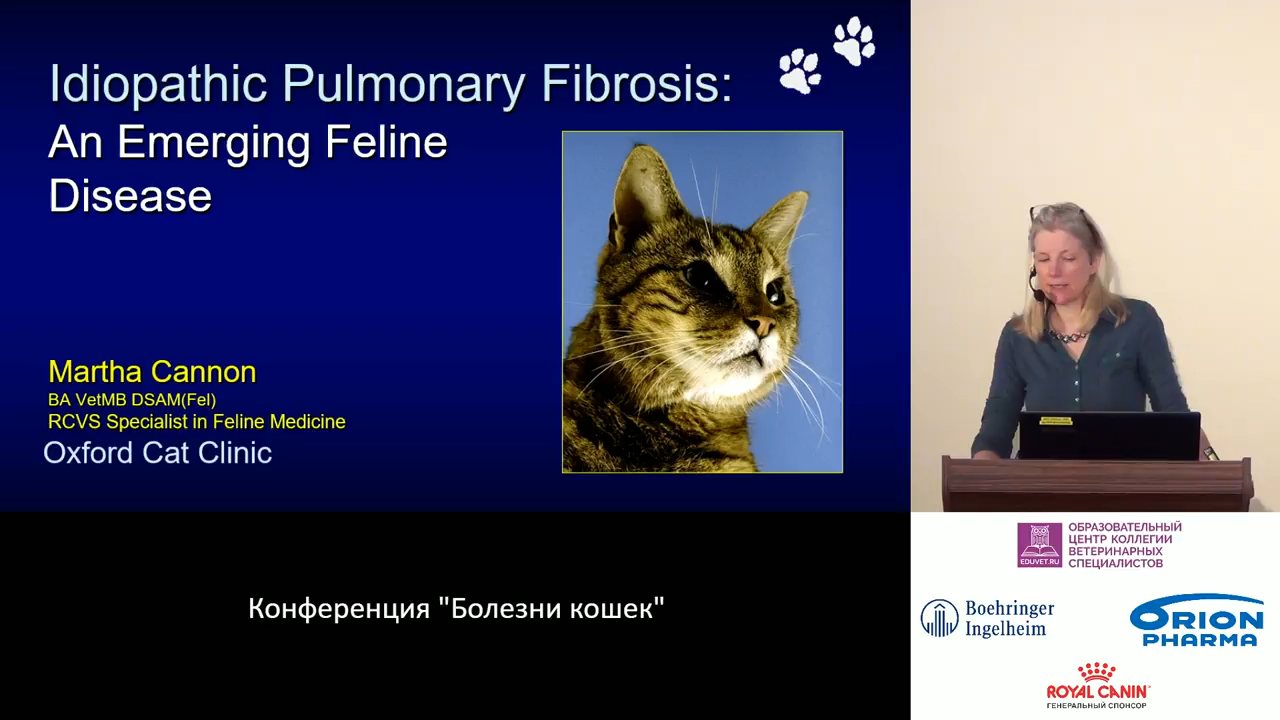 Idiopathic Pulmonary Fibrosis:
An Emerging Feline
Disease
Martha Cannon
BA VetMB DSAM(Fel)
RCVS Specialist in Feline Medicine
Oxford Cat Clinic
Конференция "Болезни кошек"
EDUVET.RU
ОБРАЗОВАТЕЛЬНЫЙ
ЦЕНТР КОЛЛЕГИИ
ВЕТЕРИНАРНЫХ
СПЕЦИАЛИСТОВ
Boehringer
Ingelheim
ORION
PHARMA
ROYAL CANIN
ГЕНЕРАЛЬНЫЙ СПОНСОР